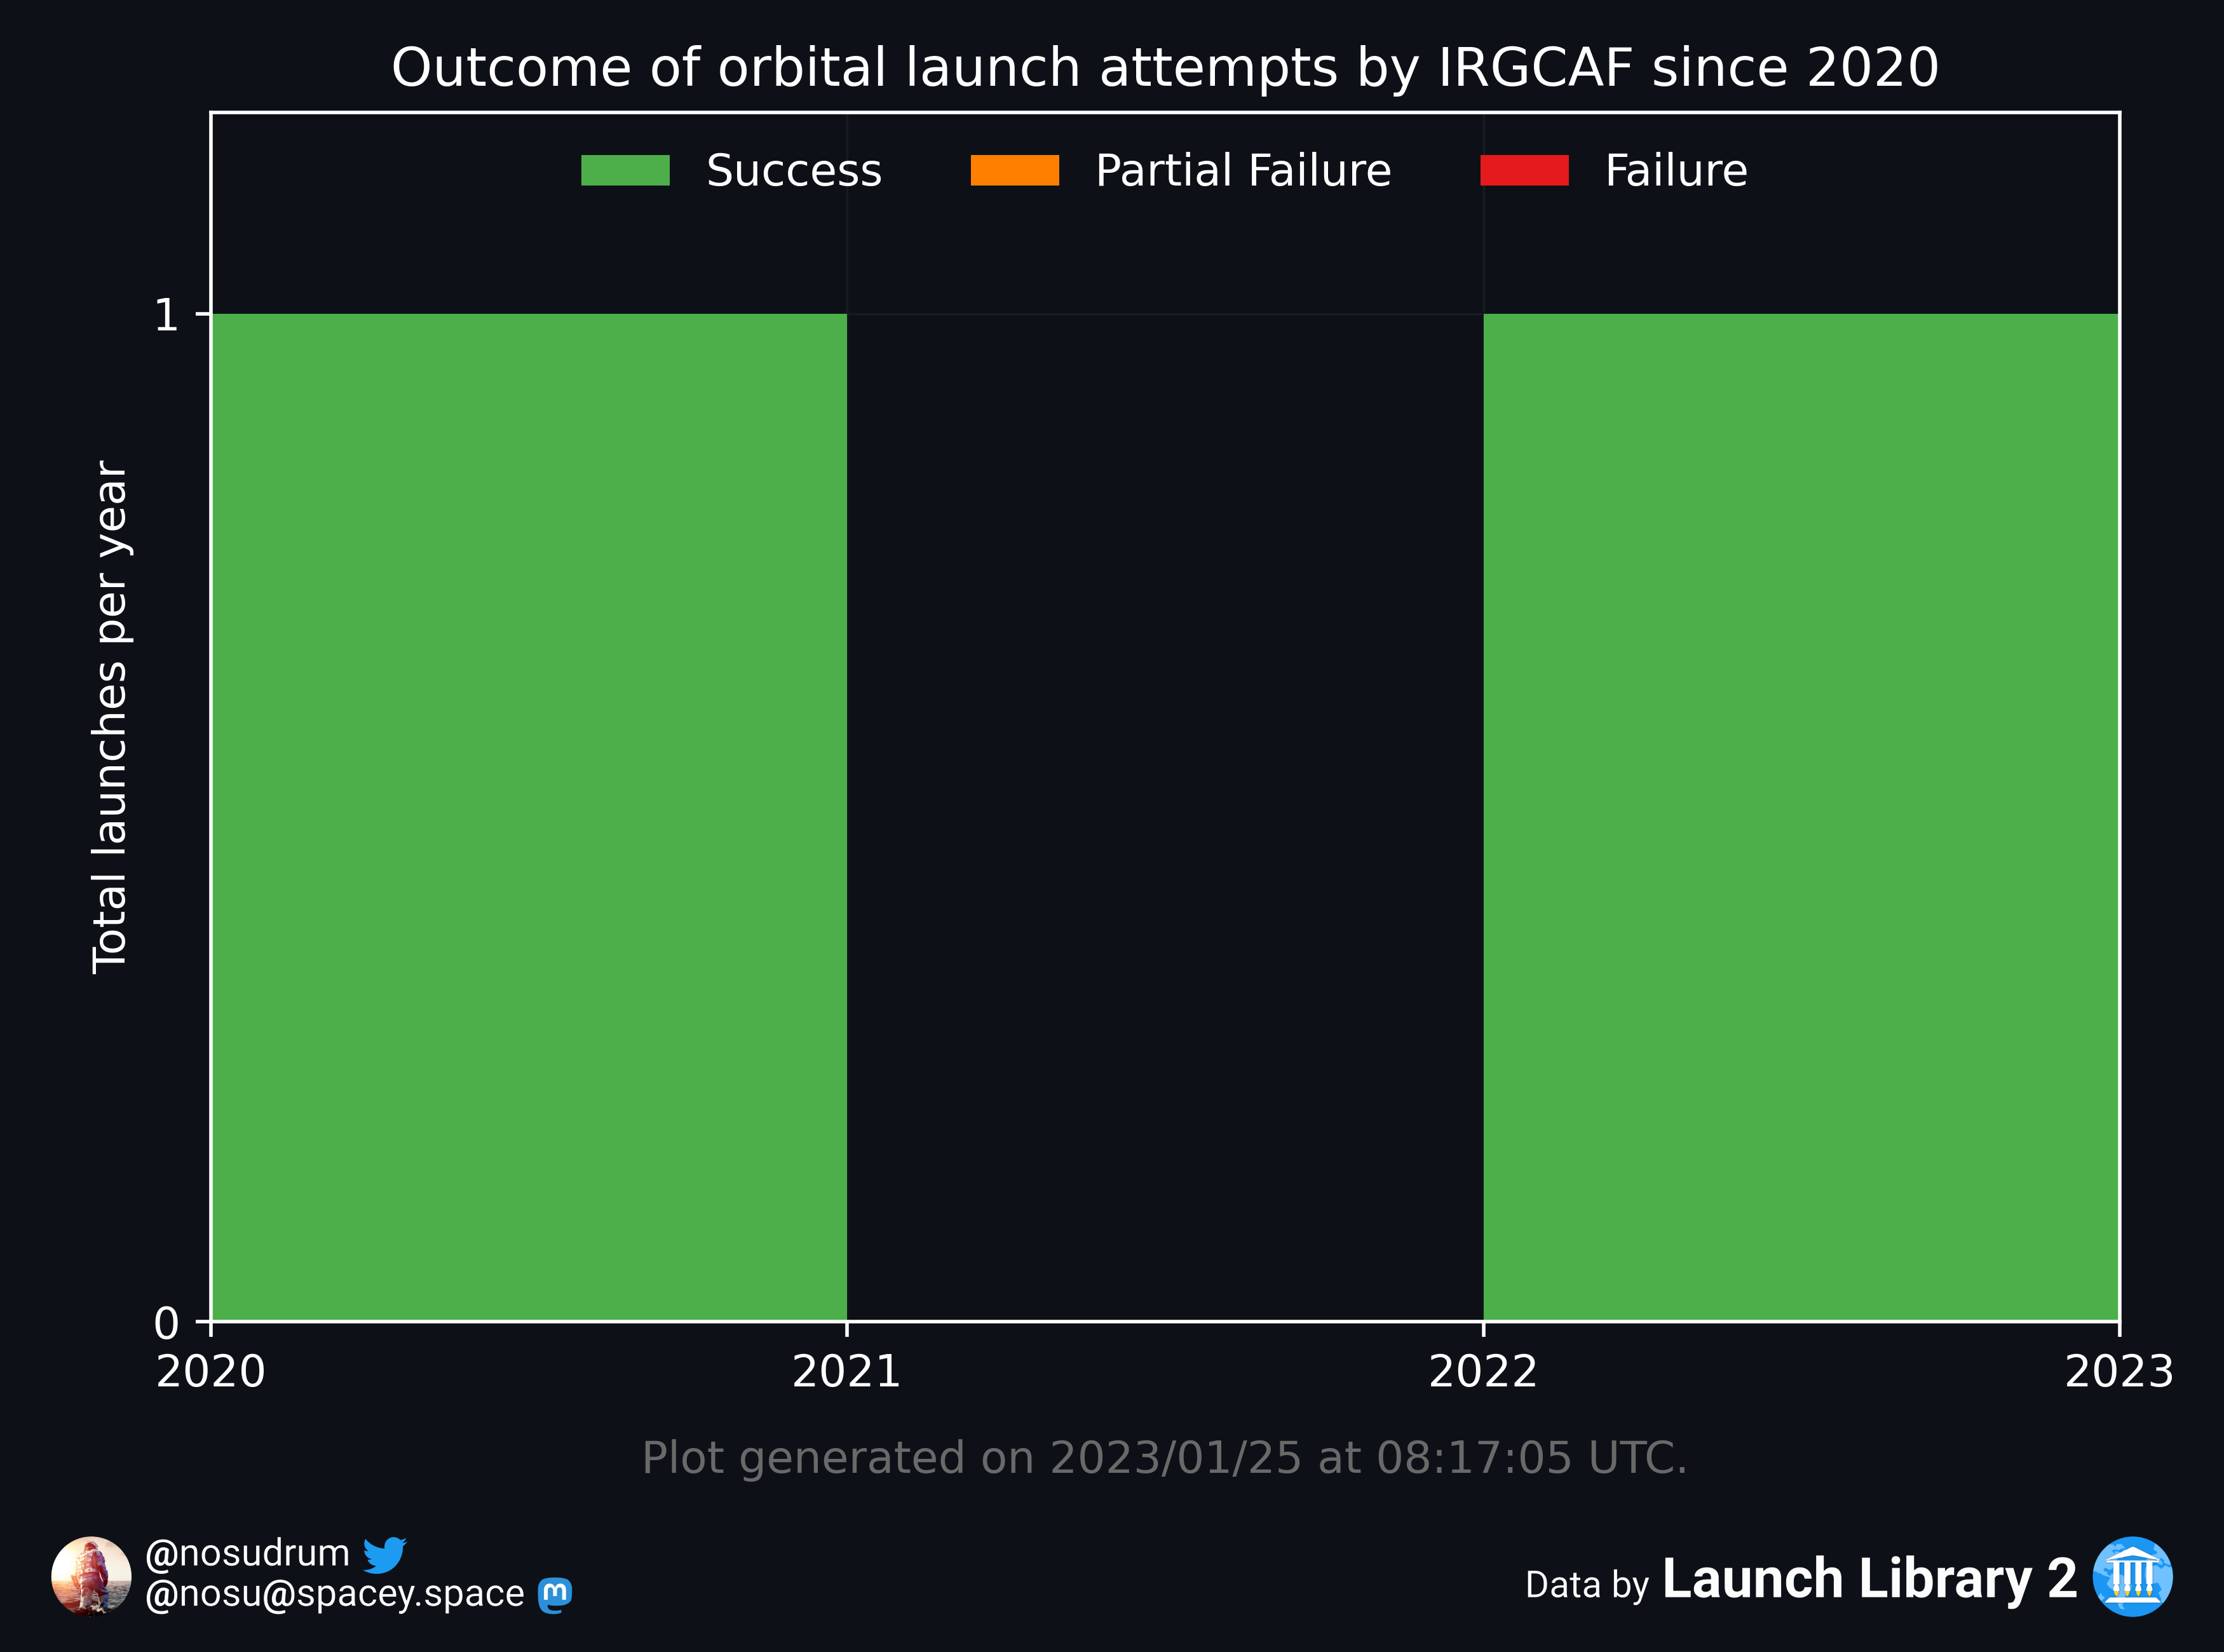 Outcome of orbital launch attempts by IRGCAF since 2020
Success Partial Failure Failure
1
Total launches per year
0
2020 2021 2022 2023
Plot generated on 2023/01/25 at 08:17:05 UTC.
@nosudrum
@nosu@spacey.space
Data by Launch Library 2